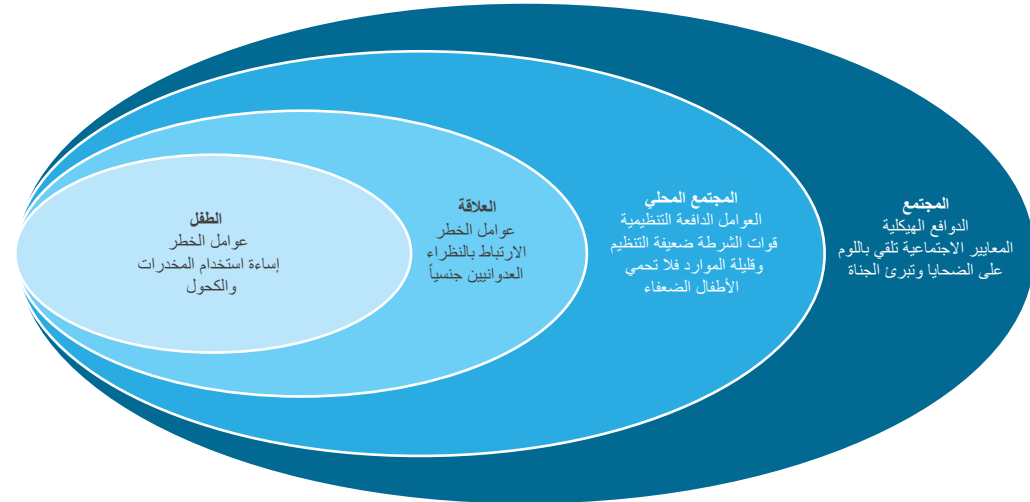 المجتمع
الدوافع الهيكلية
المعايير الاجتماعية تلقي باللوم
على الضحايا وتبرئ الجناة
المجتمع المحلي
العوامل الدافعة التنظيمية
قوات الشرطة ضعيفة التنظيم
وقليلة الموارد فلا تحمي
الأطفال الضعفاء
العلاقة
عوامل الخطر
الارتباط بالنظراء
العدوانيين جنسياً
الطفل
عوامل الخطر
إساءة استخدام المخدرات
والكحول